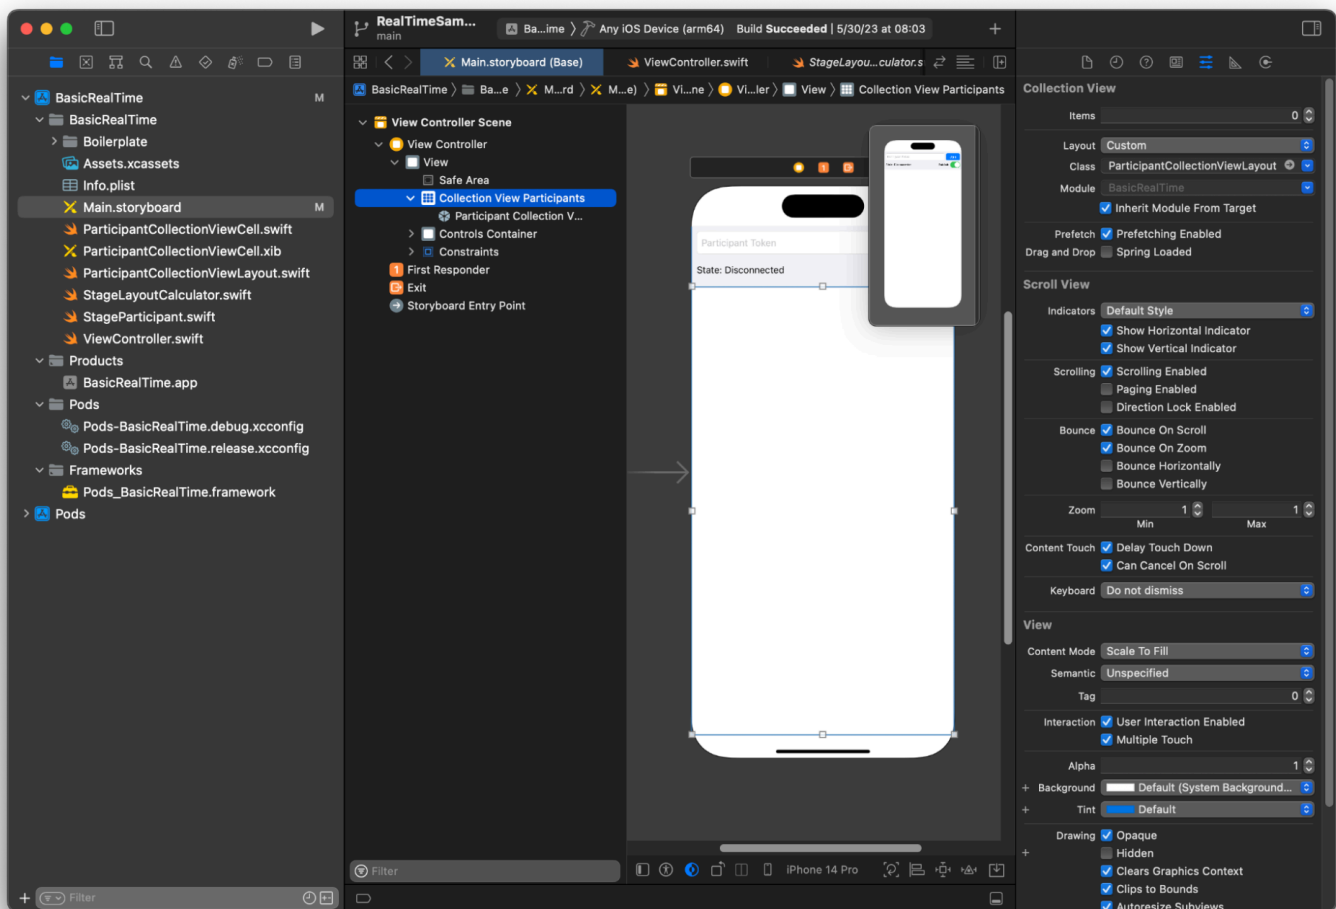 RealTimeSam...
main
Ba...ime
Any iOS Device (arm64)
Build Succeeded | 5/30/23 at 08:03
Main.storyboard (Base)
ViewController.swift
StageLayou...culator.s
BasicRealTime
Ba...e
M...rd
M...e)
Vi...ne
Vi...ler
View
Collection View Participants
BasicRealTime M
BasicRealTime
Boilerplate
Assets.xcassets
Info.plist
Main.storyboard M
ParticipantCollectionViewCell.swift
ParticipantCollectionViewCell.xib
ParticipantCollectionViewLayout.swift
StageLayoutCalculator.swift
StageParticipant.swift
ViewController.swift
Products
BasicRealTime.app
Pods
Pods-BasicRealTime.debug.xcconfig
Pods-BasicRealTime.release.xcconfig
Frameworks
Pods_BasicRealTime.framework
Pods
Filter
View Controller Scene
View Controller
View
Safe Area
Collection View Participants
Participant Collection V...
Controls Container
Constraints
1 First Responder
Exit
Storyboard Entry Point
Filter
1
Participant Token
State: Disconnected
iPhone 14 Pro
Collection View
Items 0
Layout Custom
Class ParticipantCollectionViewLayout
Module BasicRealTime
Inherit Module From Target
Prefetch Prefetching Enabled
Drag and Drop Spring Loaded
Scroll View
Indicators Default Style
Show Horizontal Indicator
Show Vertical Indicator
Scrolling Scrolling Enabled
Paging Enabled
Direction Lock Enabled
Bounce Bounce On Scroll
Bounce On Zoom
Bounce Horizontally
Bounce Vertically
Zoom 1 1
Min Max
Content Touch Delay Touch Down
Can Cancel On Scroll
Keyboard Do not dismiss
View
Content Mode Scale To Fill
Semantic Unspecified
Tag 0
Interaction User Interaction Enabled
Multiple Touch
Alpha 1
+ Background Default (System Background...
+ Tint Default
Drawing Opaque
+ Hidden
Clears Graphics Context
Clips to Bounds
Autoresize Subviews